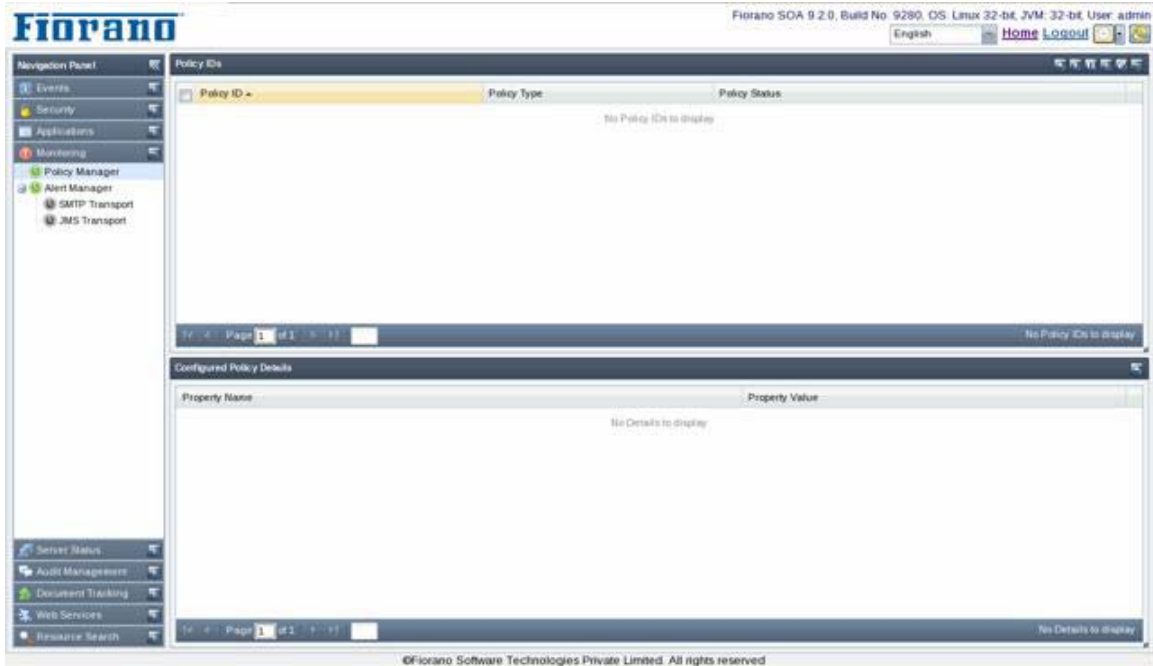 Fiorano
Fiorano SOA 9.2.0, Build No: 9280, OS: Linux 32-bit, JVM: 32-bit, User: admin
English
Home Logout
Navigation Panel
Events
Security
Applications
Monitoring
Policy Manager
Alert Manager
SMTP Transport
JMS Transport
Server Status
Audit Management
Document Tracking
Web Services
Resource Search
Policy IDs
Policy ID Policy Type Policy Status
No Policy IDs to display
Page 1 of 1
No Policy IDs to display
Configured Policy Details
Property Name Property Value
No Details to display
Page 1 of 1
No Details to display
©Fiorano Software Technologies Private Limited. All rights reserved